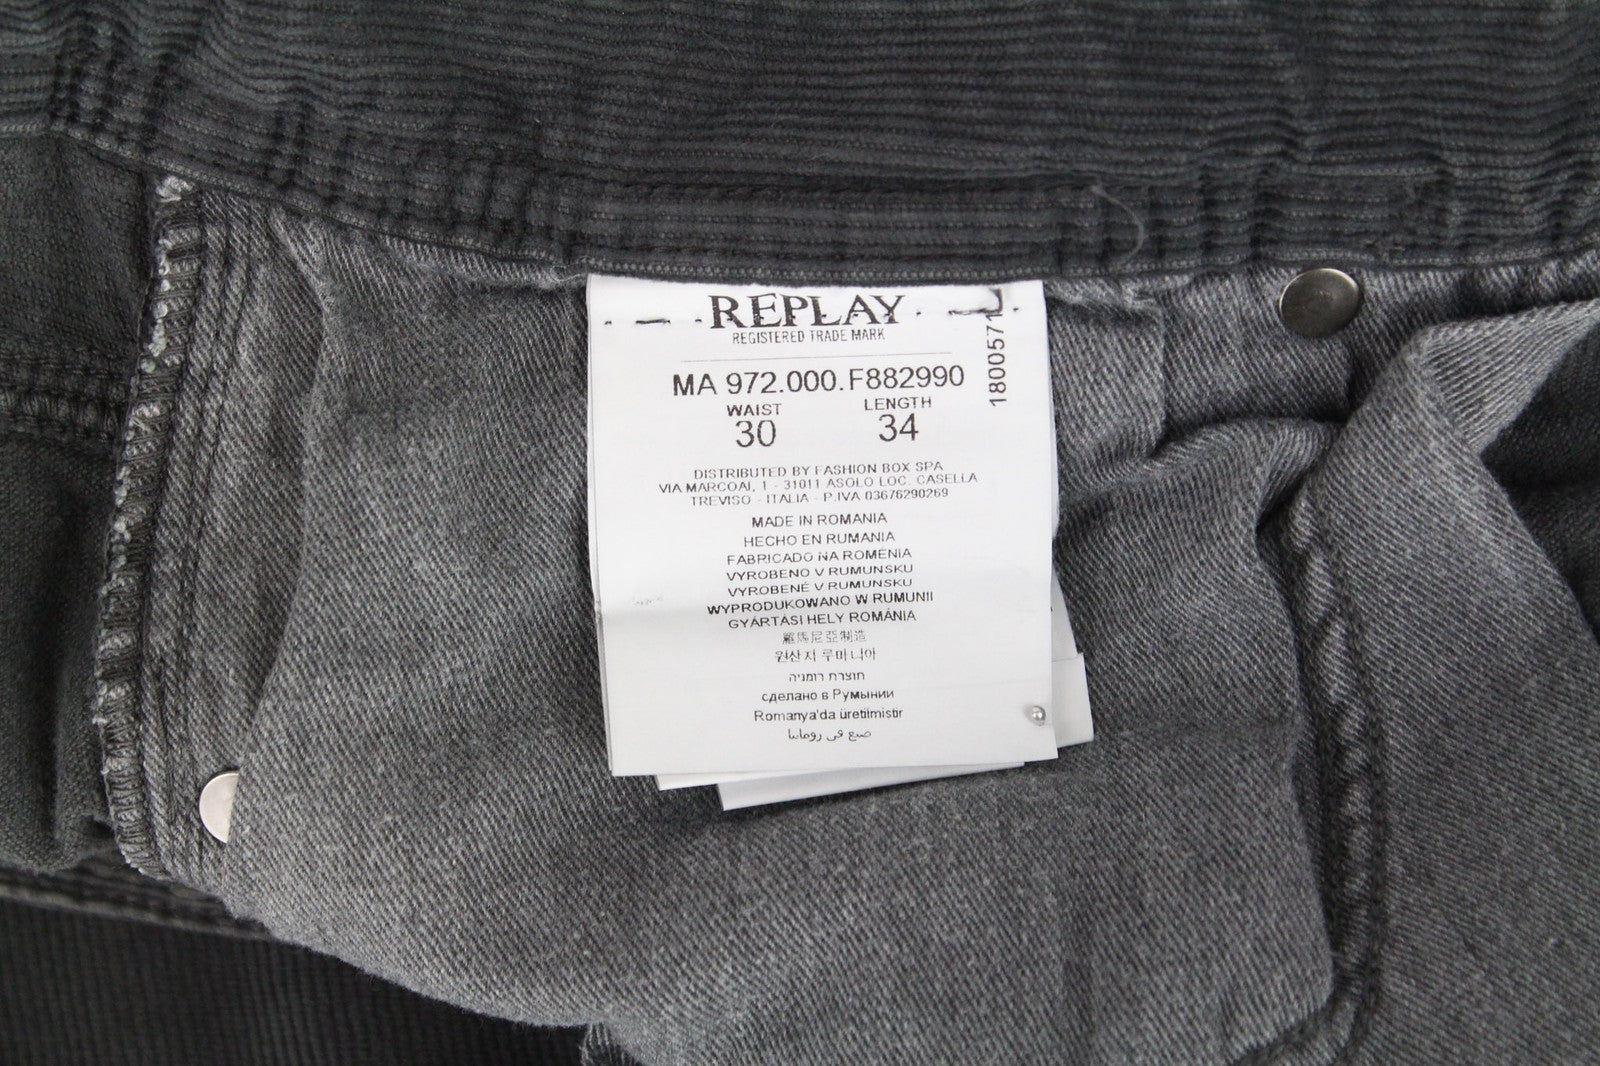 REPLAY
REGISTERED TRADE MARK
1800571
MA 972.000.F882990
WAIST LENGTH
30 34
DISTRIBUTED BY FASHION BOX SPA
VIA MARCOAI, 1 - 31011 ASOLO LOC. CASELLA
TREVISO - ITALIA - P.IVA 03676290269
MADE IN ROMANIA
HECHO EN RUMANIA
FABRICADO NA ROMÉNIA
VYROBENO V RUMUNSKU
VYROBENÉ V RUMUNSKU
WYPRODUKOWANO W RUMUNII
GYÁRTÁSI HELY ROMÁNIA
羅馬尼亞制造
원산지 루마니아
תוצרת רומניה
сделано в Румынии
Romanya'da üretilmistir
صنع في رومانيا